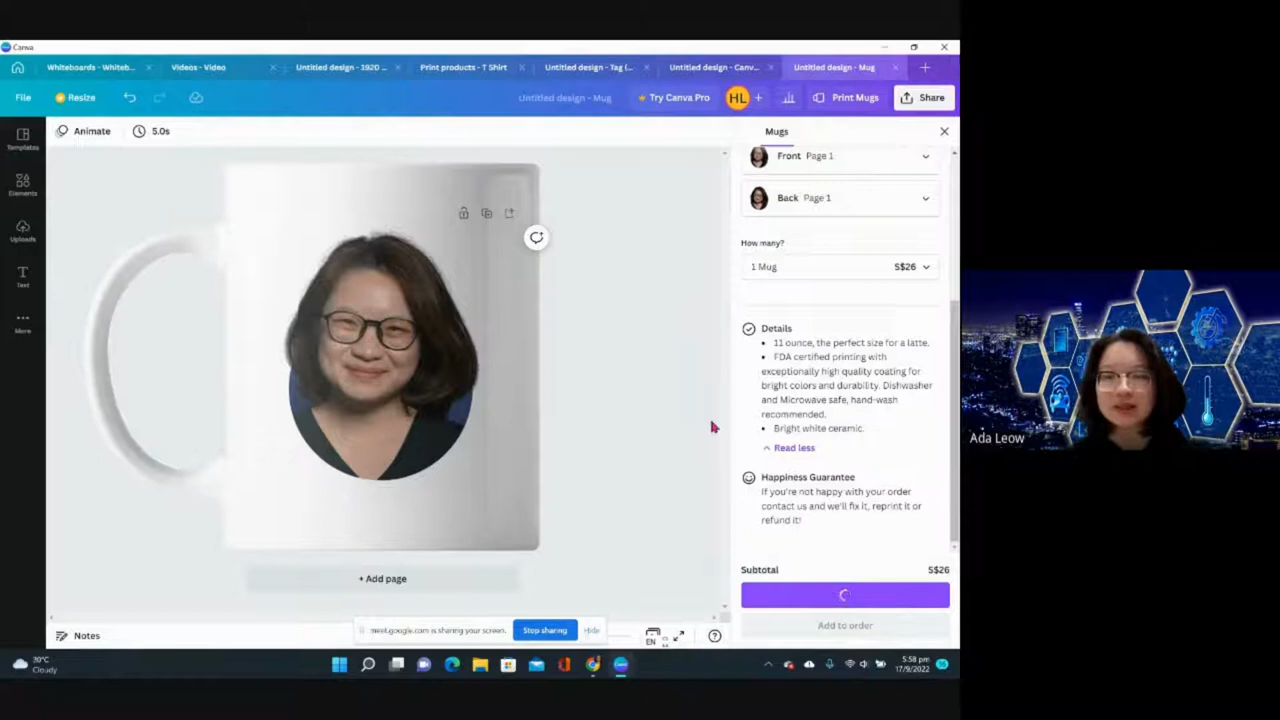 Canva
Whiteboards - Whiteb...
Videos - Video
Untitled design - 1920 ...
Print products - T Shirt
Untitled design - Tag (...
Untitled design - Canv...
Untitled design - Mug
File
Resize
Untitled design - Mug
Try Canva Pro
HL
Print Mugs
Share
Templates
Elements
Uploads
Text
More
Animate
5.0s
Mugs
Front Page 1
Back Page 1
How many?
1 Mug S$26
Details
• 11 ounce, the perfect size for a latte.
• FDA certified printing with
exceptionally high quality coating for
bright colors and durability. Dishwasher
and Microwave safe, hand-wash
recommended.
• Bright white ceramic.
Read less
Happiness Guarantee
If you're not happy with your order
contact us and we'll fix it, reprint it or
refund it!
Subtotal S$26
Add to order
+ Add page
Notes
meet.google.com is sharing your screen.
Stop sharing
Hide
EN
30°C
Cloudy
5:58 pm
17/9/2022
Ada Leow